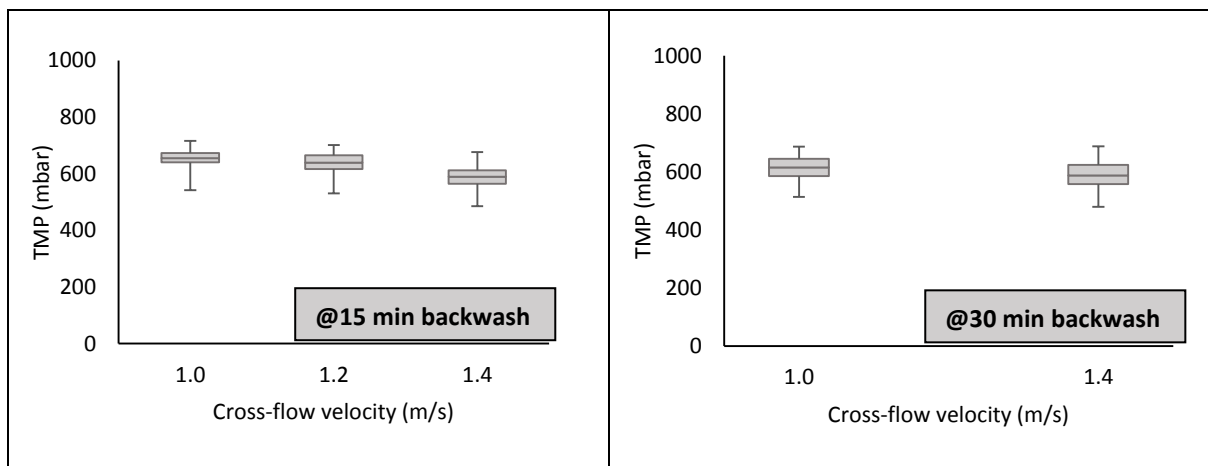 1000
800
600
400
200
0
TMP (mbar)
@15 min backwash
1.0 1.2 1.4
Cross-flow velocity (m/s)
1000
800
600
400
200
0
TMP (mbar)
@30 min backwash
1.0 1.4
Cross-flow velocity (m/s)